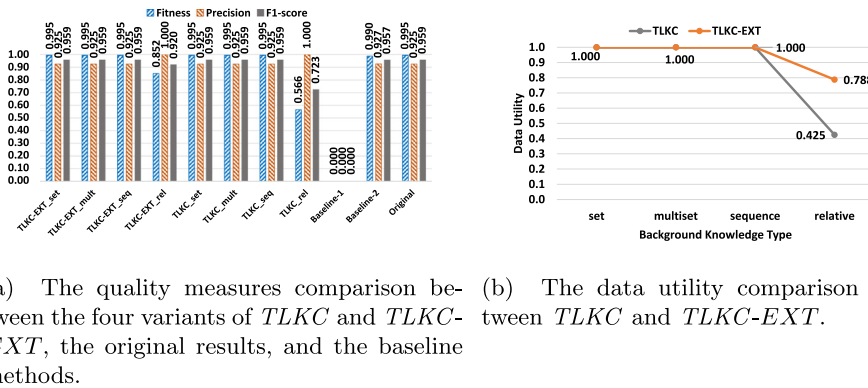 Fitness Precision F1-score
0.995 0.925 0.959 0.995 0.925 0.959 0.995 0.925 0.959 0.852 1.000 0.920 0.995 0.925 0.959 0.995 0.925 0.959 0.995 0.925 0.959 0.566 1.000 0.723 0.000 0.000 0.000 0.990 0.927 0.957 0.995 0.925 0.959
1.00
0.90
0.80
0.70
0.60
0.50
0.40
0.30
0.20
0.10
0.00
TLKC-EXT_set TLKC-EXT_mult TLKC-EXT_seq TLKC-EXT_rel TLKC_set TLKC_mult TLKC_seq TLKC_rel Baseline-1 Baseline-2 Original
a) The quality measures comparison be-
ween the four variants of TLKC and TLKC-
EXT, the original results, and the baseline
methods.
TLKC TLKC-EXT
Data Utility
1.0
0.9
0.8
0.7
0.6
0.5
0.4
0.3
0.2
0.1
0.0
1.000 1.000 1.000
0.788
0.425
set multiset sequence relative
Background Knowledge Type
(b) The data utility comparison
tween TLKC and TLKC-EXT.